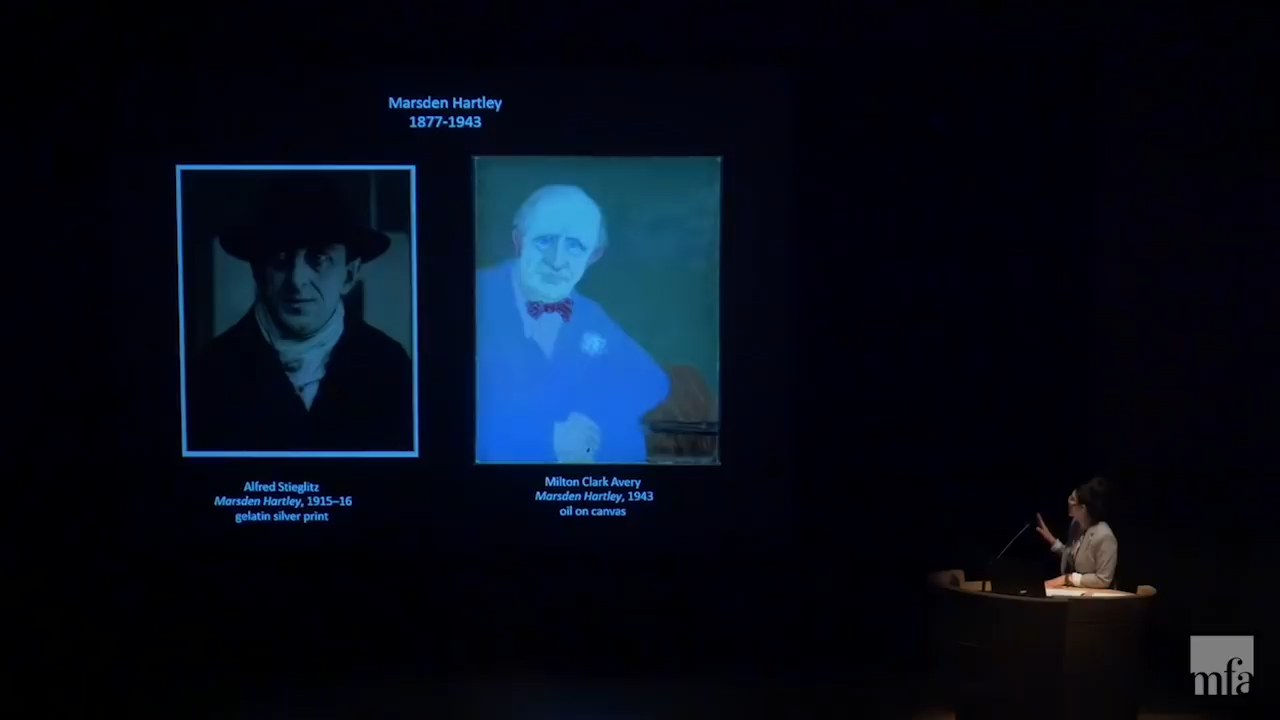 Marsden Hartley
1877-1943
Alfred Stieglitz
Marsden Hartley, 1915–16
gelatin silver print
Milton Clark Avery
Marsden Hartley, 1943
oil on canvas
mfa